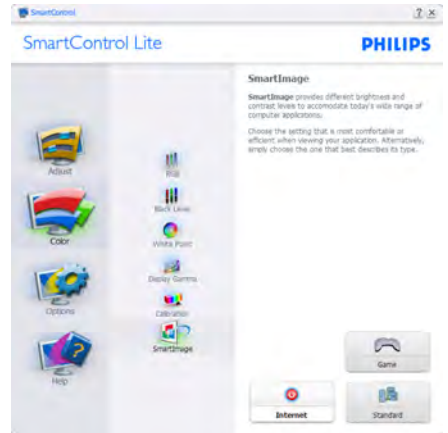 SmartControl
SmartControl Lite
PHILIPS
Adjust
Color
Options
Help
RGB
Black Level
White Point
Display Gamma
Calibration
SmartImage
SmartImage
SmartImage provides different brightness and
contrast levels to accomodate today's wide range of
computer applications.
Choose the setting that is most comfortable or
efficient when viewing your application. Alternatively,
simply choose the one that best describes its type.
Game
Internet
Standard